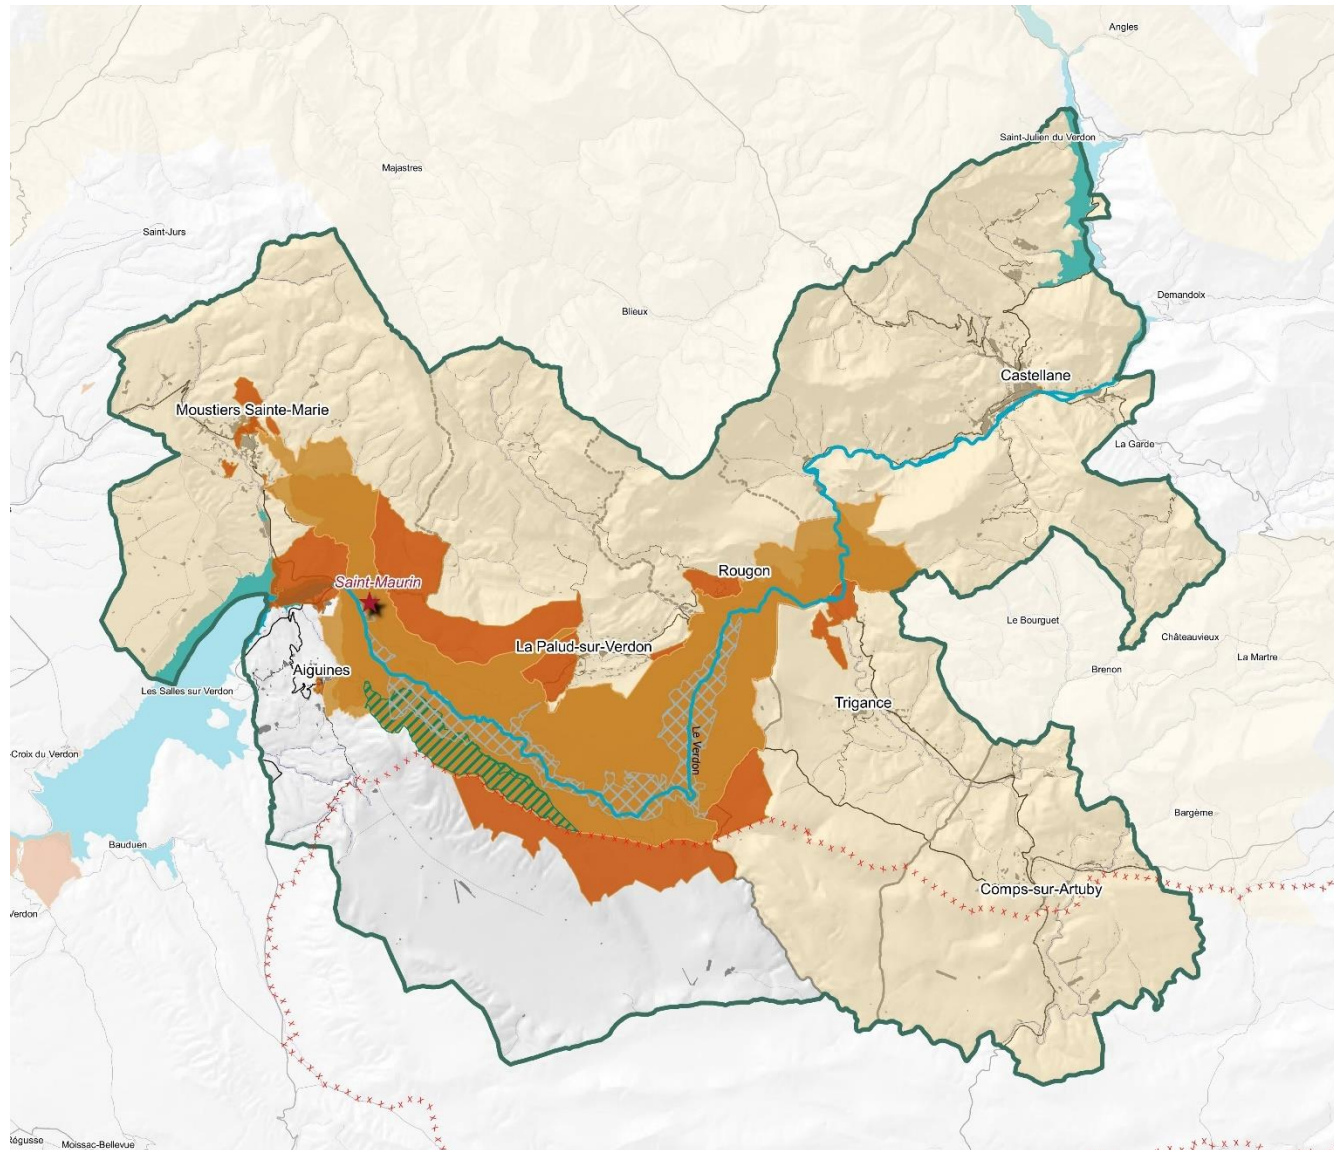 Angles
Saint-Julien du Verdon
Majastres
Saint-Jurs
Demandolx
Blieux
Castellane
Moustiers Sainte-Marie
La Garde
Rougon
Saint-Maurin
Le Bourguet
Châteauvieux
La Palud-sur-Verdon
La Martre
Aiguines
Brenon
Les Salles sur Verdon
Trigance
Le Verdon
-Croix du Verdon
Bargème
Bauduen
Comps-sur-Artuby
Verdon
Régusse
Moissac-Bellevue